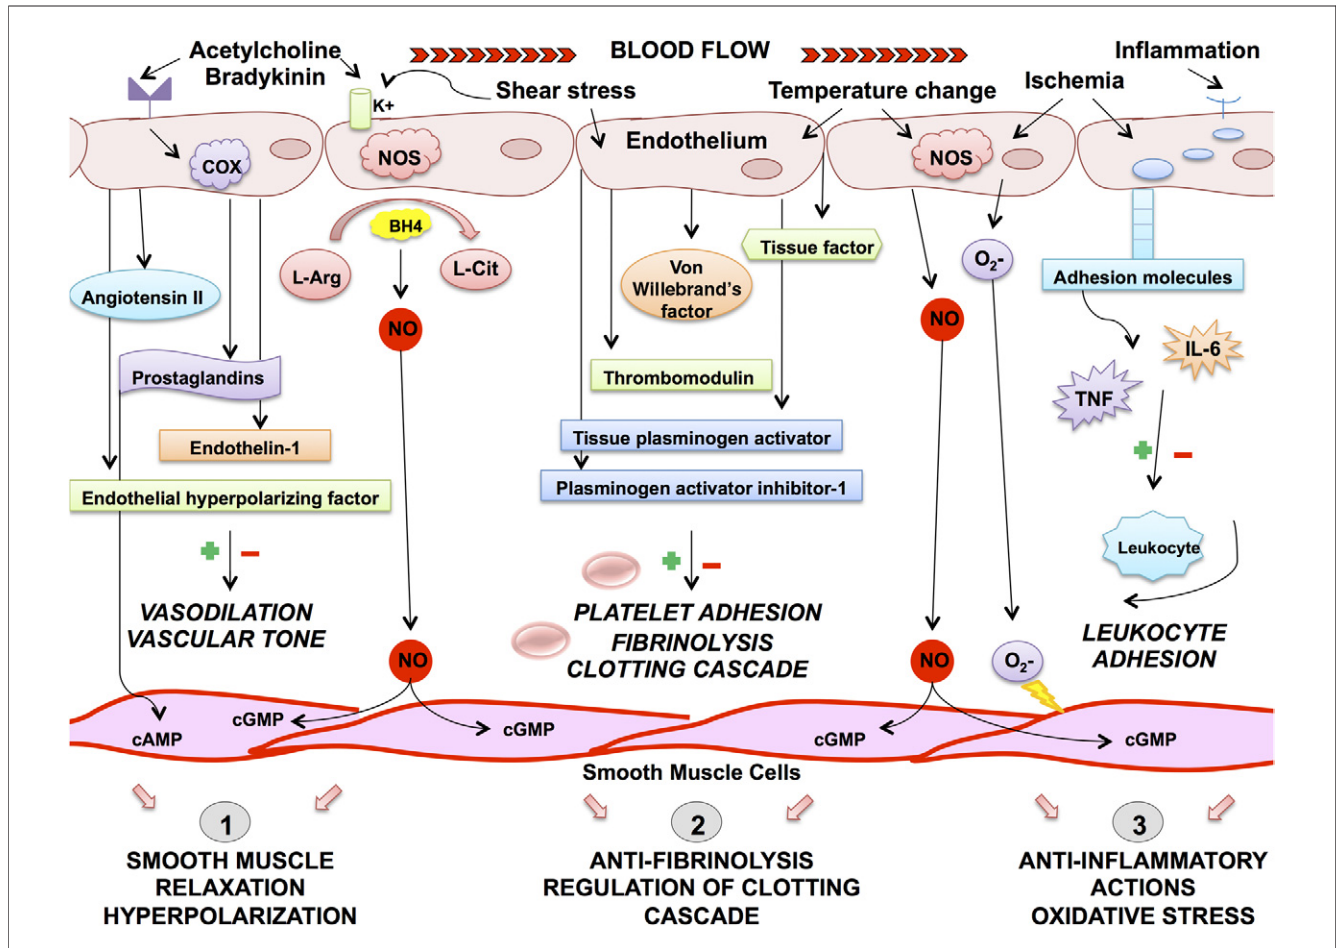 Acetylcholine
Bradykinin
BLOOD FLOW
Inflammation
K+
Shear stress
Temperature change
Ischemia
COX
NOS
Endothelium
NOS
BH4
L-Arg
L-Cit
Angiotensin II
NO
Prostaglandins
Endothelin-1
Endothelial hyperpolarizing factor
Von
Willebrand's
factor
Tissue factor
Thrombomodulin
Tissue plasminogen activator
Plasminogen activator inhibitor-1
O2-
NO
Adhesion molecules
IL-6
TNF
Leukocyte
VASODILATION
VASCULAR TONE
PLATELET ADHESION
FIBRINOLYSIS
CLOTTING CASCADE
LEUKOCYTE
ADHESION
NO
NO
O2-
cAMP
cGMP
cGMP
cGMP
cGMP
Smooth Muscle Cells
1
SMOOTH MUSCLE
RELAXATION
HYPERPOLARIZATION
2
ANTI-FIBRINOLYSIS
REGULATION OF CLOTTING
CASCADE
3
ANTI-INFLAMMATORY
ACTIONS
OXIDATIVE STRESS